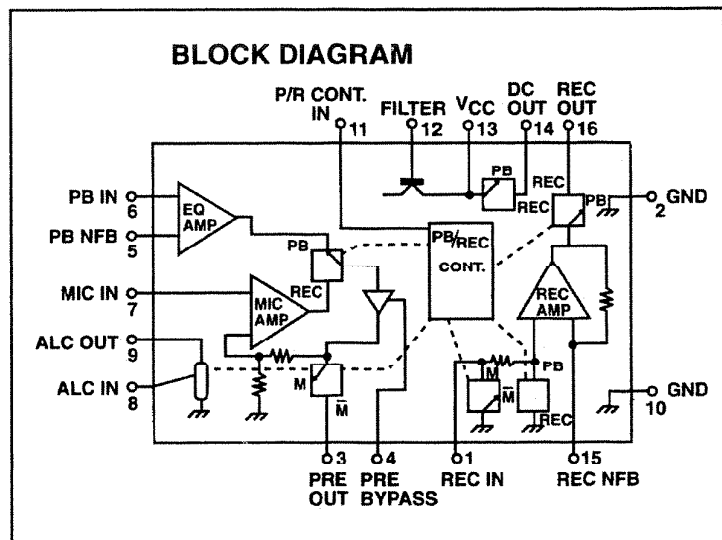 BLOCK DIAGRAM
P/R CONT. IN
11
FILTER
12
VCC
13
DC OUT
14
REC OUT
16
PB IN
6
EQ AMP
PB
REC
REC
PB
2
GND
PB NFB
5
PB
PB/REC CONT.
REC
MIC IN
7
MIC AMP
REC AMP
ALC OUT
9
M
M̅
M
M̅
PB
REC
ALC IN
8
GND
10
3
PRE OUT
4
PRE BYPASS
1
REC IN
15
REC NFB